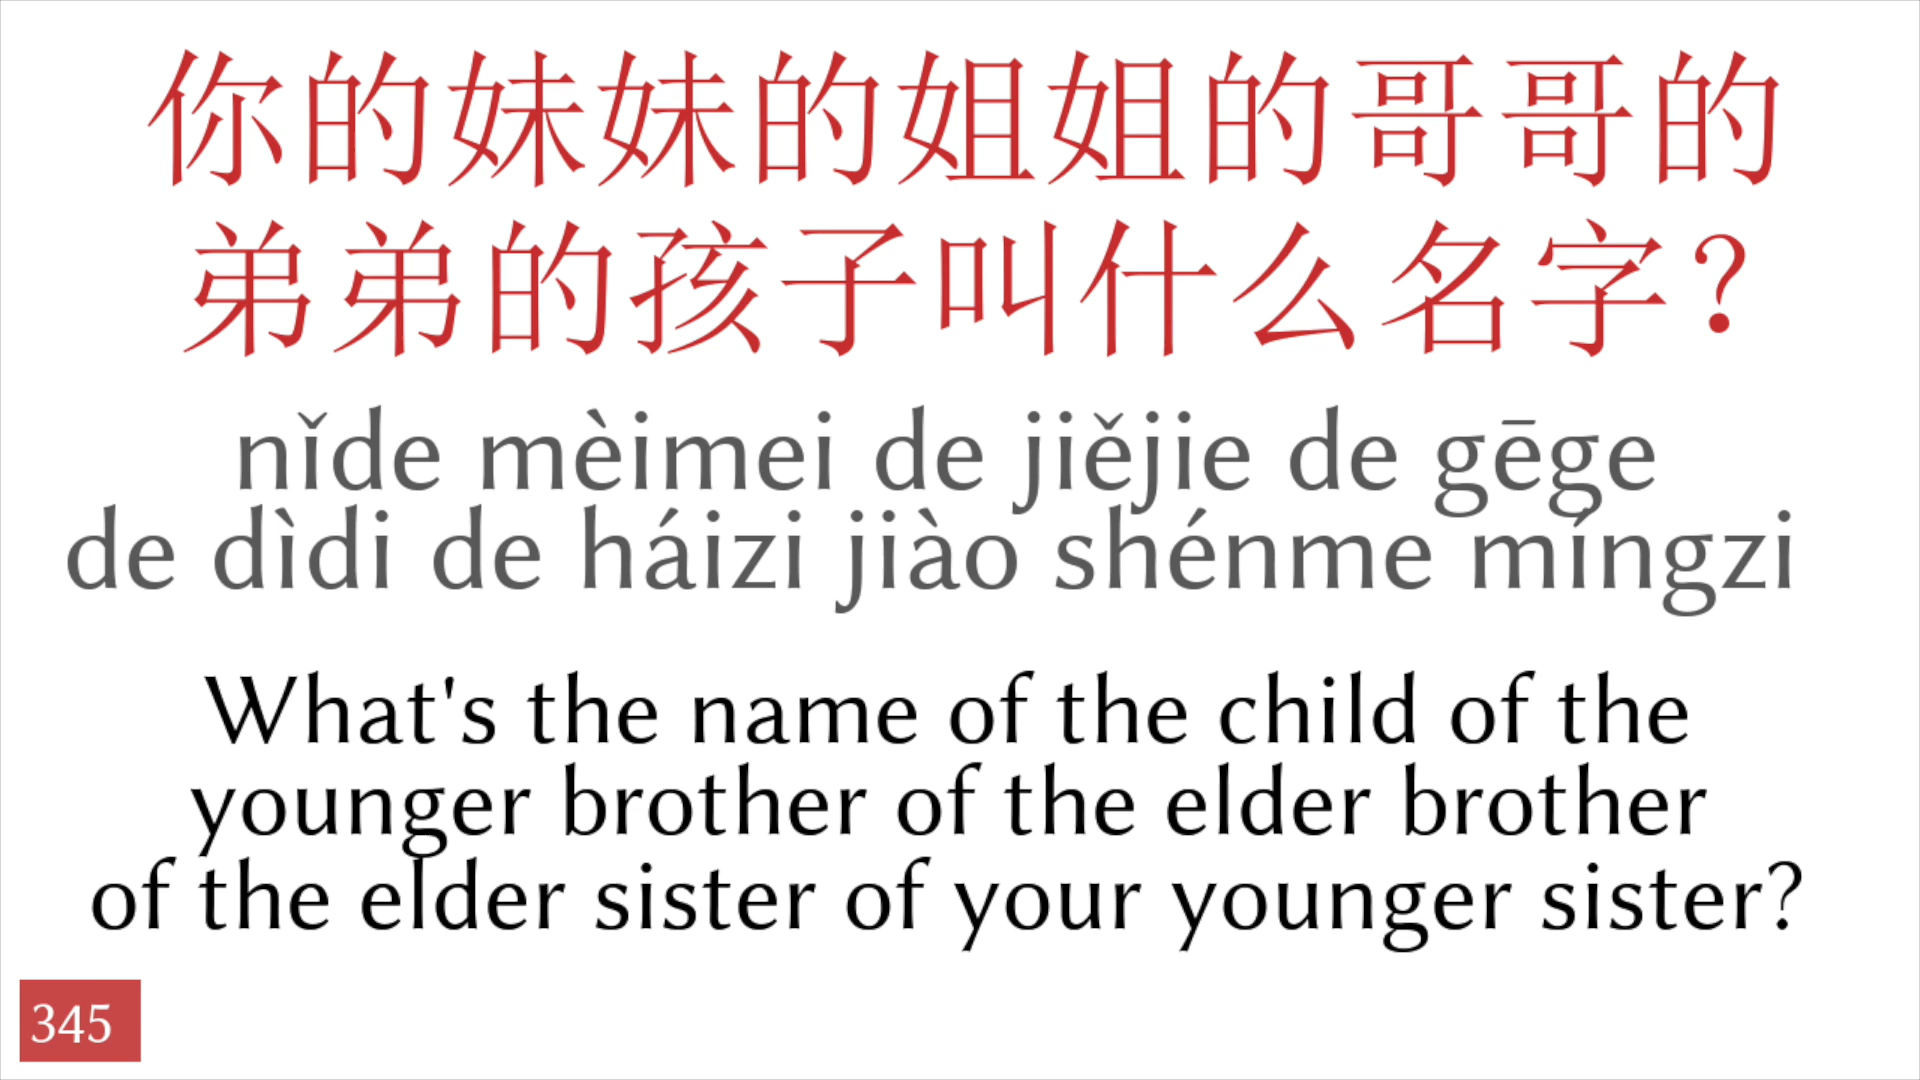 你的妹妹的姐姐的哥哥的
弟弟的孩子叫什么名字？
nǐde mèimei de jiějie de gēge
de dìdi de háizi jiào shénme míngzi
What's the name of the child of the
younger brother of the elder brother
of the elder sister of your younger sister?
345